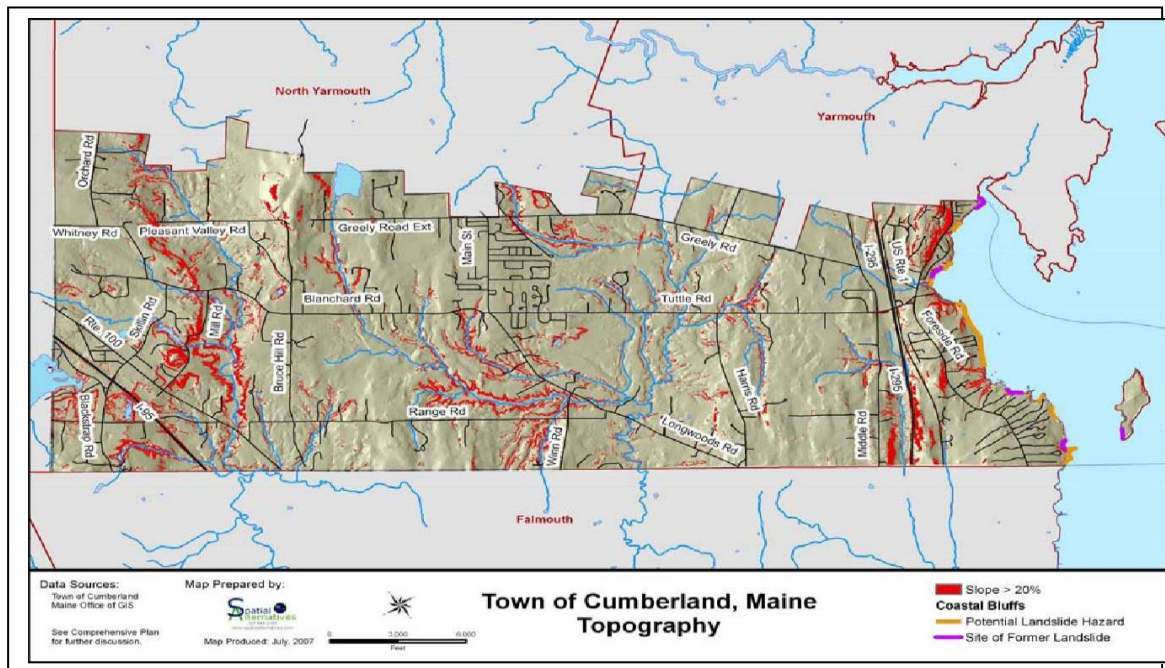 North Yarmouth
Yarmouth
Orchard Rd
Whitney Rd
Pleasant Valley Rd
Greely Road Ext
Main St
Greely Rd
I-295
US Rte 1
Skillin Rd
Mill Rd
Rte. 100
Blanchard Rd
Tuttle Rd
Bruce Hill Rd
Foreside Rd
Blackstrap Rd
I-95
Range Rd
Winn Rd
Longwoods Rd
Harris Rd
Middle Rd
I-295
Falmouth
Data Sources:
Town of Cumberland
Maine Office of GIS
See Comprehensive Plan
for further discussion.
Map Prepared by:
Spatial
Alternatives
Map Produced: July, 2007
0 3,000 6,000
Feet
Town of Cumberland, Maine
Topography
Slope > 20%
Coastal Bluffs
Potential Landslide Hazard
Site of Former Landslide